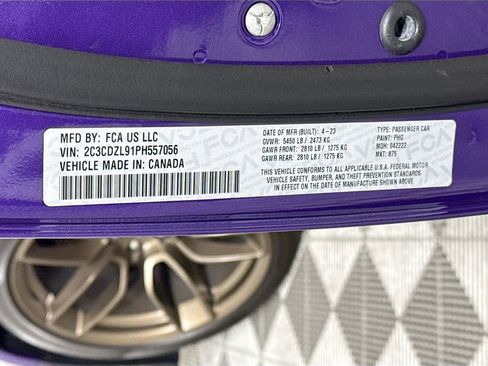 MFD BY: FCA US LLC
VIN: 2C3CDZL91PH557056
VEHICLE MADE IN: CANADA
DATE OF MFR (BUILT): 4-23
GVWR: 5450 LB / 2473 KG
GAWR FRONT: 2810 LB / 1275 KG
GAWR REAR: 2810 LB / 1275 KG
TYPE: PASSENGER CAR
PAINT: PHG
MDH: 042222
MKT: 875
THIS VEHICLE CONFORMS TO ALL APPLICABLE U.S.A. FEDERAL MOTOR
VEHICLE SAFETY, BUMPER, AND THEFT PREVENTION STANDARDS
IN EFFECT ON THE DATE OF MANUFACTURE SHOWN ABOVE.